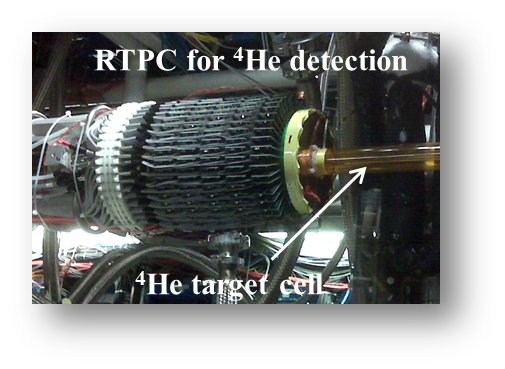 RTPC for ⁴He detection
⁴He target cell